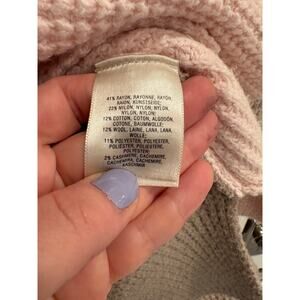 41% RAYON, RAYONNE, RAYON,
RAION, KUNSTSEIDE;
22% NYLON, NYLON, NYLON,
NYLON, NYLON;
12% COTTON, COTON, ALGODÓN,
COTONE, BAUMWOLLE;
12% WOOL, LAINE, LANA, LANA,
WOLLE;
11% POLYESTER, POLYESTER,
POLIÉSTER, POLIESTERE,
POLYESTER;
2% CASHMERE, CACHEMIRE,
CACHEMIRA, CACHEMIRE,
KASCHMIR